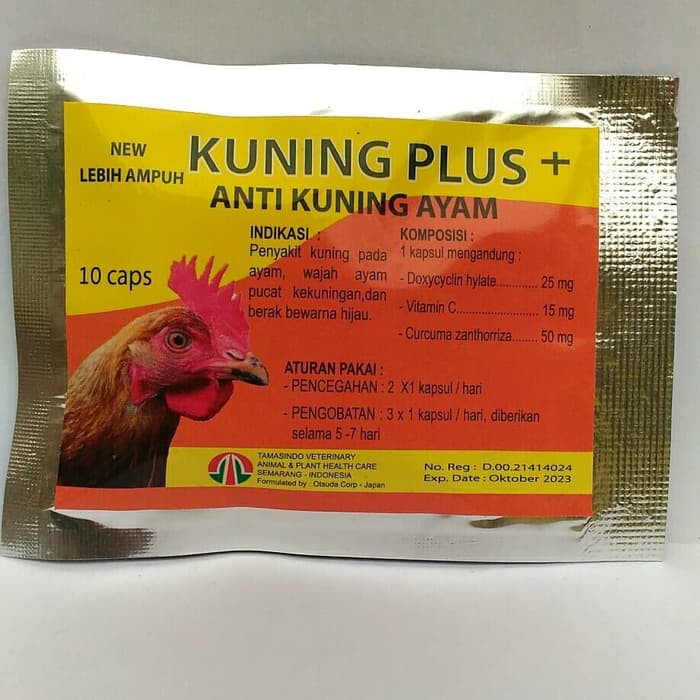 NEW
LEBIH AMPUH
KUNING PLUS +
ANTI KUNING AYAM
10 caps
INDIKASI :
Penyakit kuning pada
ayam, wajah ayam
pucat kekuningan,dan
berak bewarna hijau.
KOMPOSISI :
1 kapsul mengandung :
- Doxycyclin hylate............ 25 mg
- Vitamin C........................ 15 mg
- Curcuma zanthorriza........ 50 mg
ATURAN PAKAI :
- PENCEGAHAN : 2 X1 kapsul / hari
- PENGOBATAN : 3 x 1 kapsul / hari, diberikan
selama 5 -7 hari
TAMASINDO VETERINARY
ANIMAL & PLANT HEALTH CARE
SEMARANG - INDONESIA
Formulated by : Otsuda Corp - Japan
No. Reg : D.00.21414024
Exp. Date : Oktober 2023